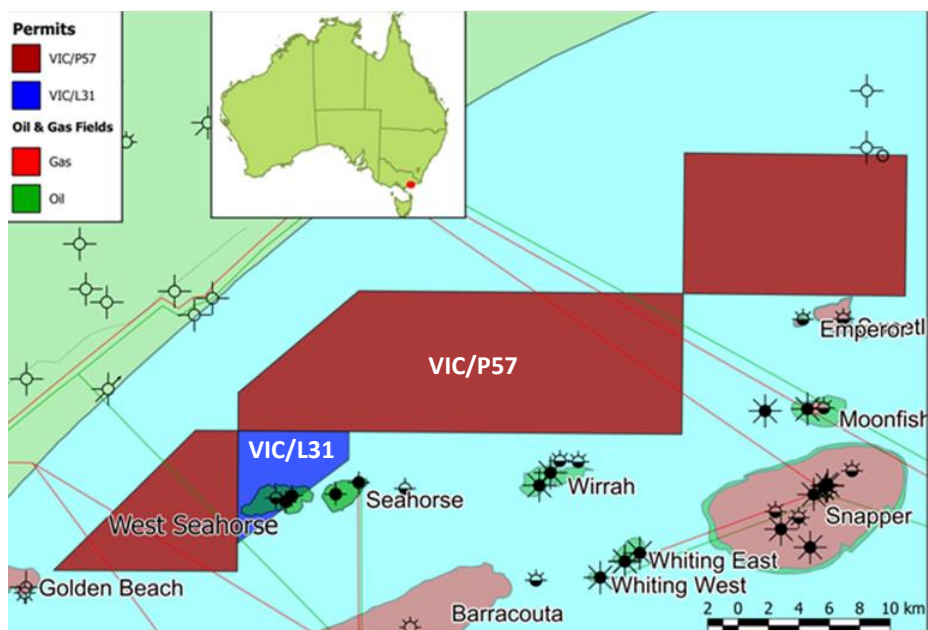 Permits
VIC/P57
VIC/L31
Oil & Gas Fields
Gas
Oil
Emperor
VIC/P57
Moonfish
VIC/L31
Seahorse
Wirrah
West Seahorse
Snapper
Whiting East
Golden Beach
Whiting West
Barracouta
2 0 2 4 6 8 10 km